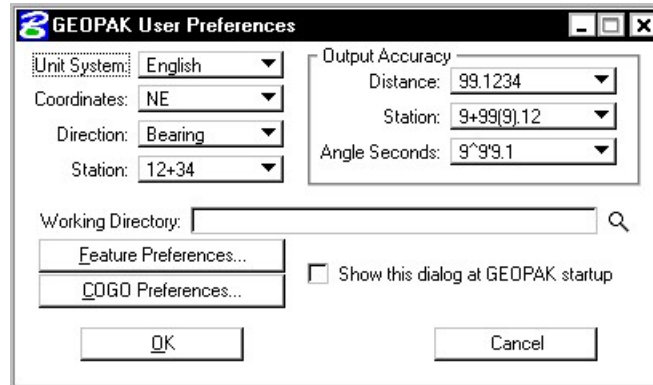 GEOPAK User Preferences
Unit System: English
Coordinates: NE
Direction: Bearing
Station: 12+34
Output Accuracy
Distance: 99.1234
Station: 9+99(9).12
Angle Seconds: 9^9'9.1
Working Directory:
Feature Preferences...
COGO Preferences...
Show this dialog at GEOPAK startup
OK
Cancel